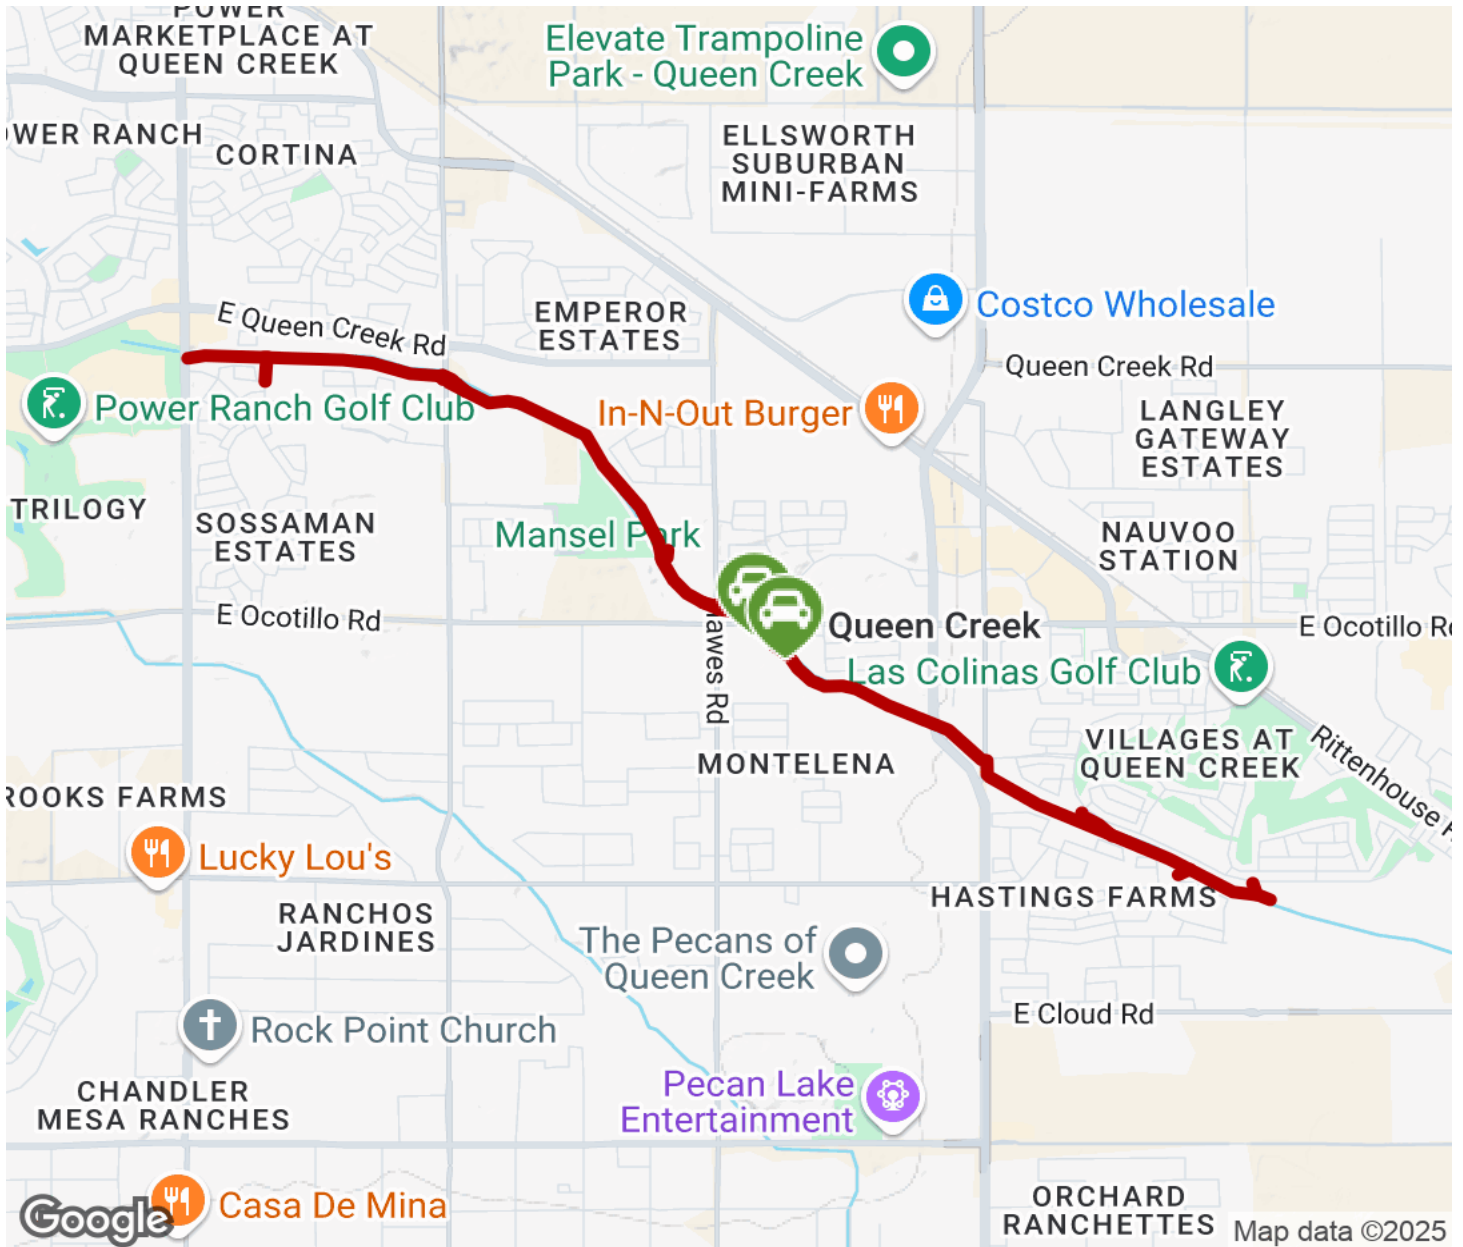 POWER
MARKETPLACE AT
QUEEN CREEK
Elevate Trampoline
Park - Queen Creek
OWER RANCH
CORTINA
ELLSWORTH
SUBURBAN
MINI-FARMS
E Queen Creek Rd
EMPEROR
ESTATES
Costco Wholesale
Queen Creek Rd
Power Ranch Golf Club
In-N-Out Burger
LANGLEY
GATEWAY
ESTATES
TRILOGY
SOSSAMAN
ESTATES
Mansel Park
NAUVOO
STATION
E Ocotillo Rd
Queen Creek
E Ocotillo Ro
Hawes Rd
Las Colinas Golf Club
MONTELENA
VILLAGES AT
QUEEN CREEK
Rittenhouse R
ROOKS FARMS
Lucky Lou's
HASTINGS FARMS
RANCHOS
JARDINES
The Pecans of
Queen Creek
E Cloud Rd
Rock Point Church
CHANDLER
MESA RANCHES
Pecan Lake
Entertainment
Casa De Mina
ORCHARD
RANCHETTES
Google
Map data ©2025